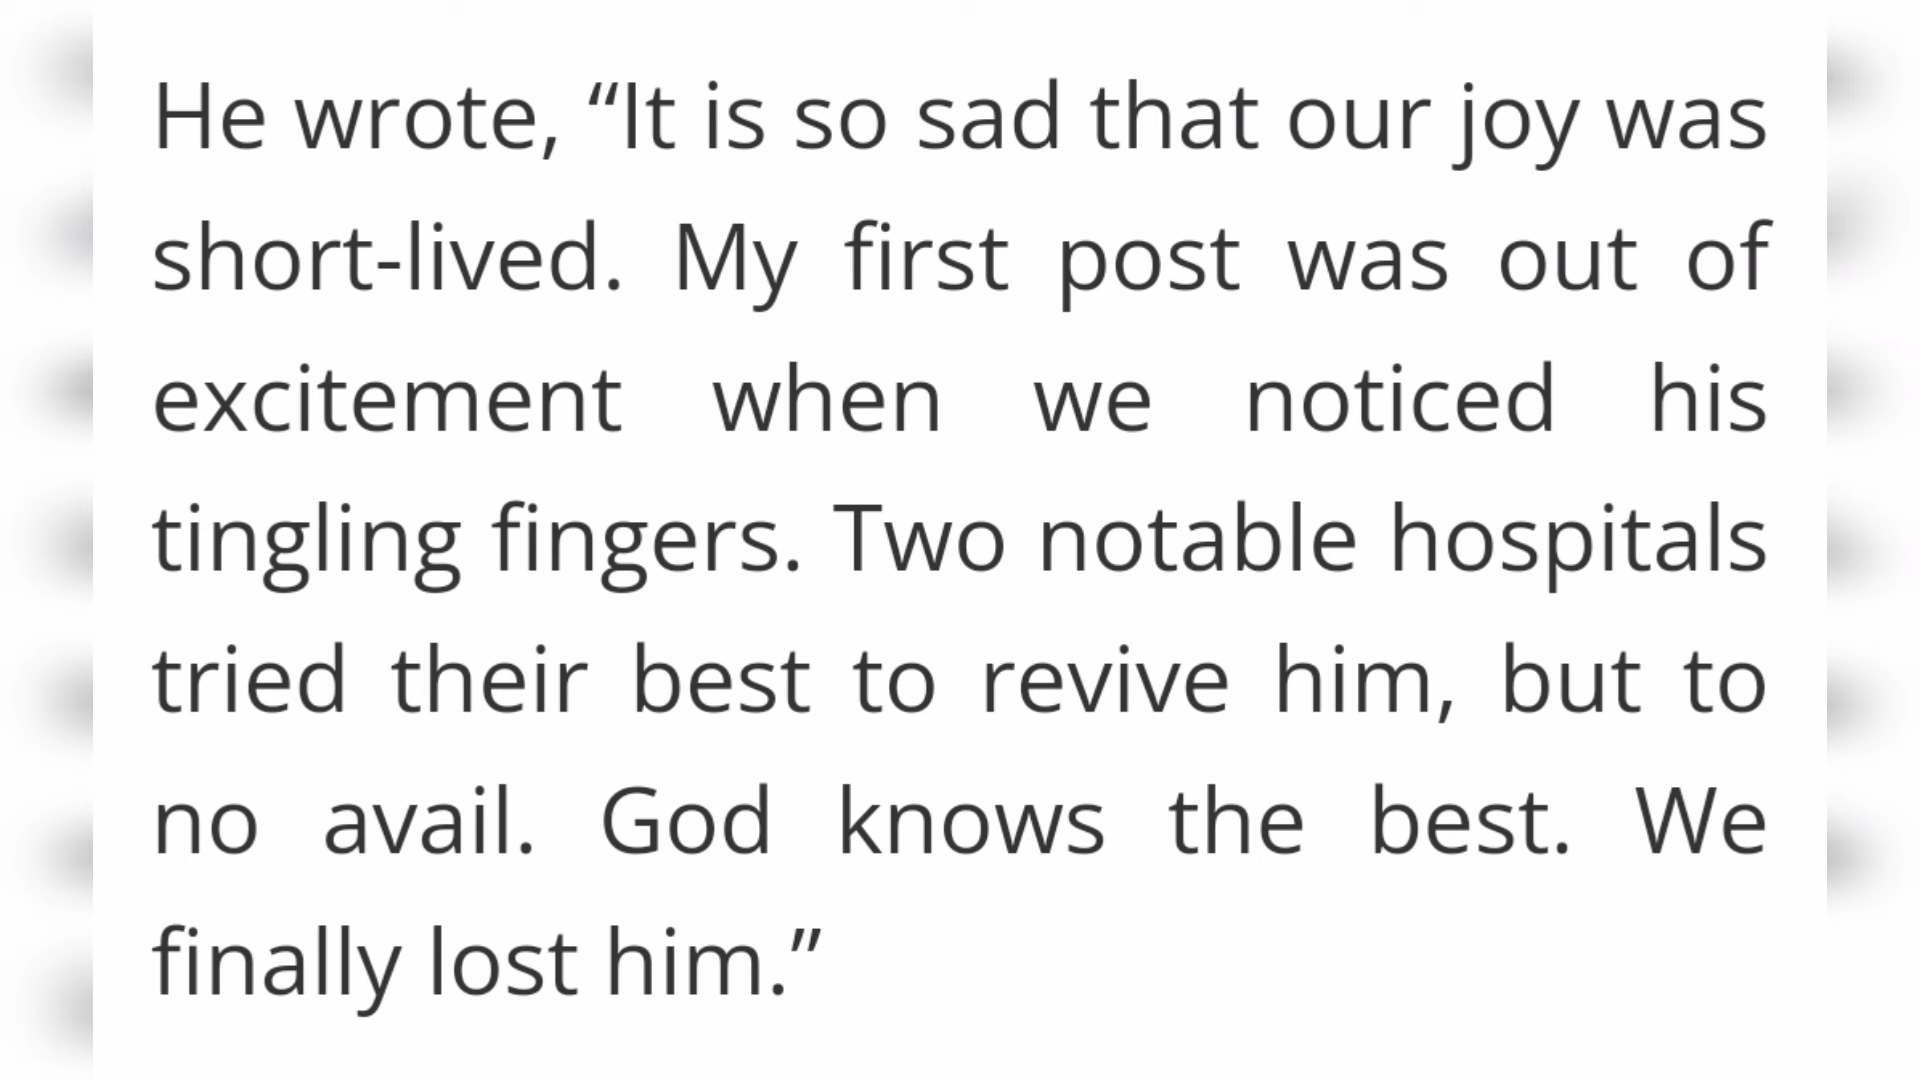 He wrote, “It is so sad that our joy was
short-lived. My first post was out of
excitement when we noticed his
tingling fingers. Two notable hospitals
tried their best to revive him, but to
no avail. God knows the best. We
finally lost him.”